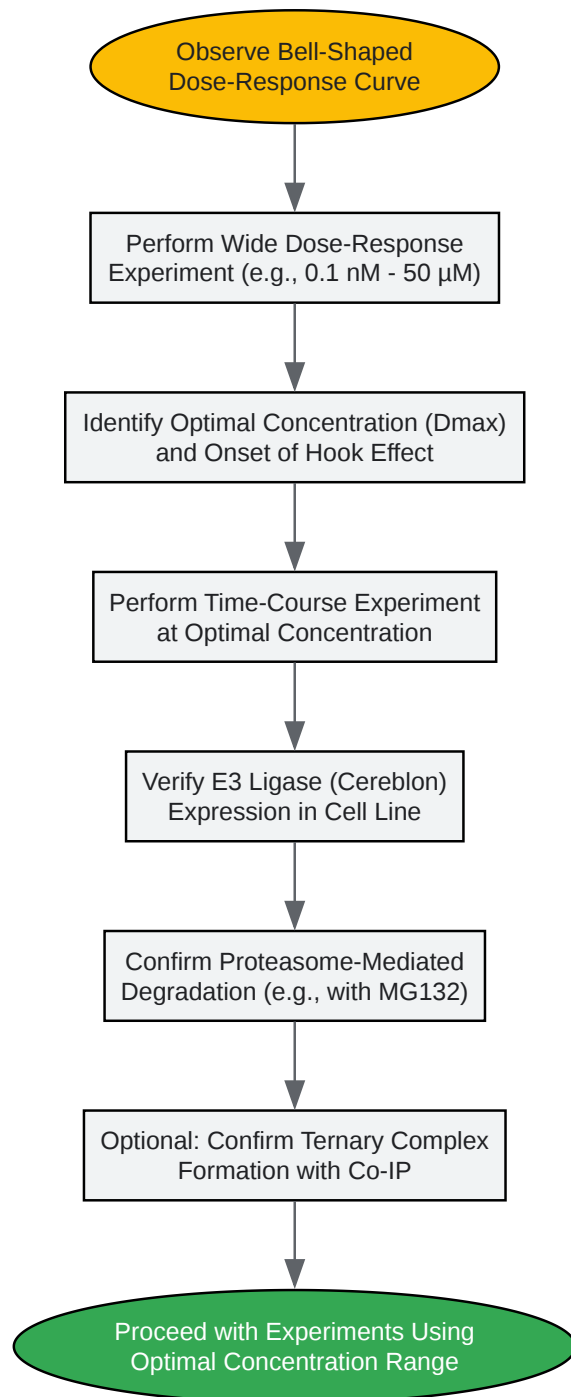 Observe Bell-Shaped
Dose-Response Curve
Perform Wide Dose-Response
Experiment (e.g., 0.1 nM - 50 µM)
Identify Optimal Concentration (Dmax)
and Onset of Hook Effect
Perform Time-Course Experiment
at Optimal Concentration
Verify E3 Ligase (Cereblon)
Expression in Cell Line
Confirm Proteasome-Mediated
Degradation (e.g., with MG132)
Optional: Confirm Ternary Complex
Formation with Co-IP
Proceed with Experiments Using
Optimal Concentration Range